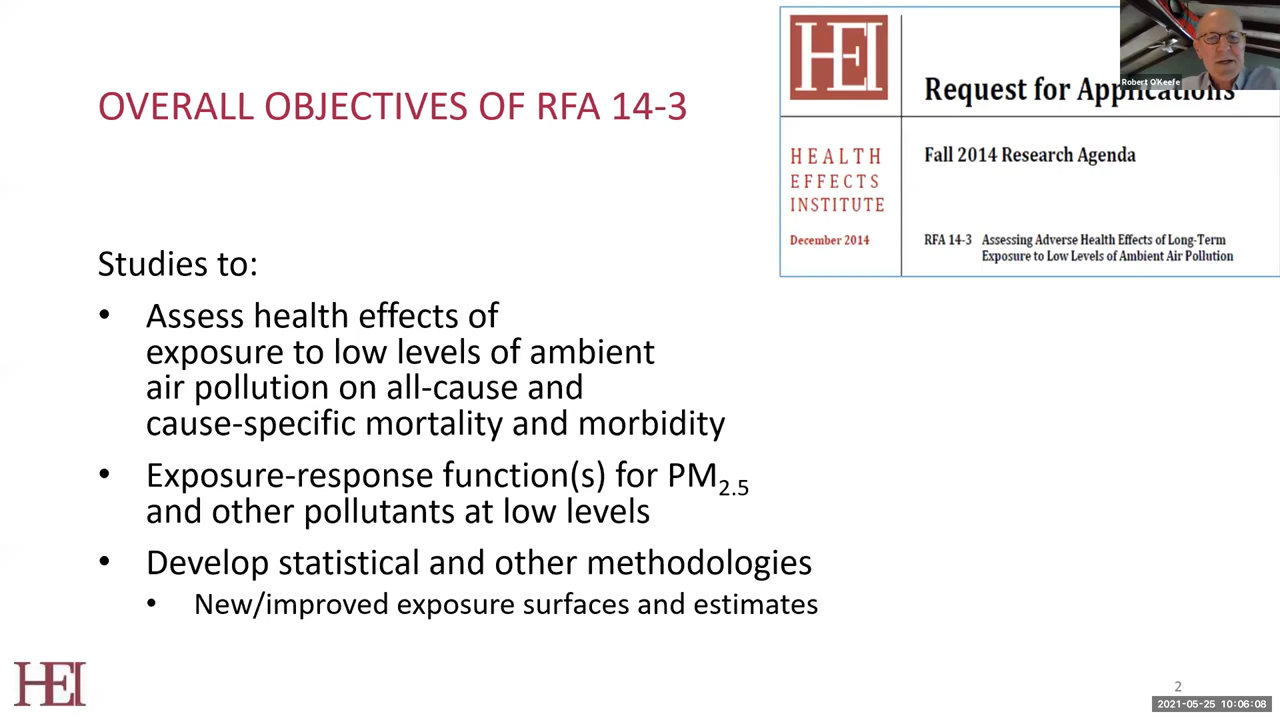 OVERALL OBJECTIVES OF RFA 14-3
Studies to:
• Assess health effects of
exposure to low levels of ambient
air pollution on all-cause and
cause-specific mortality and morbidity
• Exposure-response function(s) for PM2.5
and other pollutants at low levels
• Develop statistical and other methodologies
• New/improved exposure surfaces and estimates
HEI
HEALTH
EFFECTS
INSTITUTE
December 2014
Request for Applications
Fall 2014 Research Agenda
RFA 14-3 Assessing Adverse Health Effects of Long-Term
Exposure to Low Levels of Ambient Air Pollution
Robert O'Keefe
HEI
2
2021-05-25 10:06:08